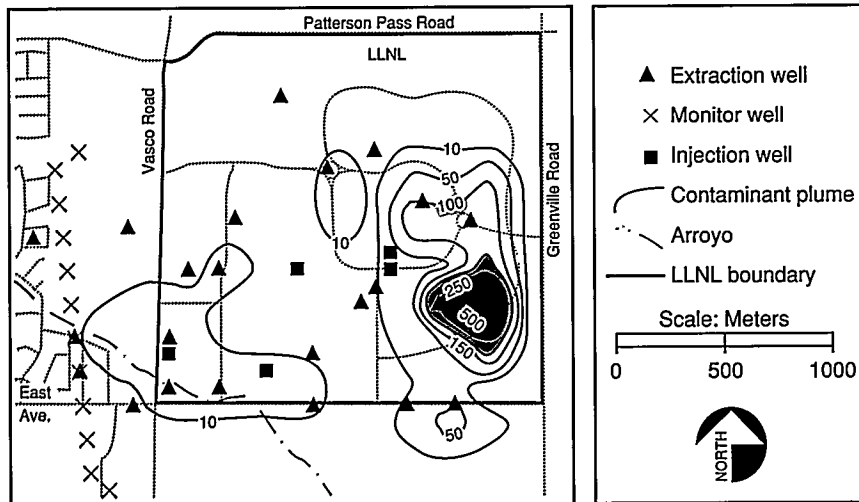 Patterson Pass Road
LLNL
Vasco Road
Greenville Road
10
50
100
10
250
500
150
East
Ave.
10
50
Extraction well
Monitor well
Injection well
Contaminant plume
Arroyo
LLNL boundary
Scale: Meters
0 500 1000
NORTH